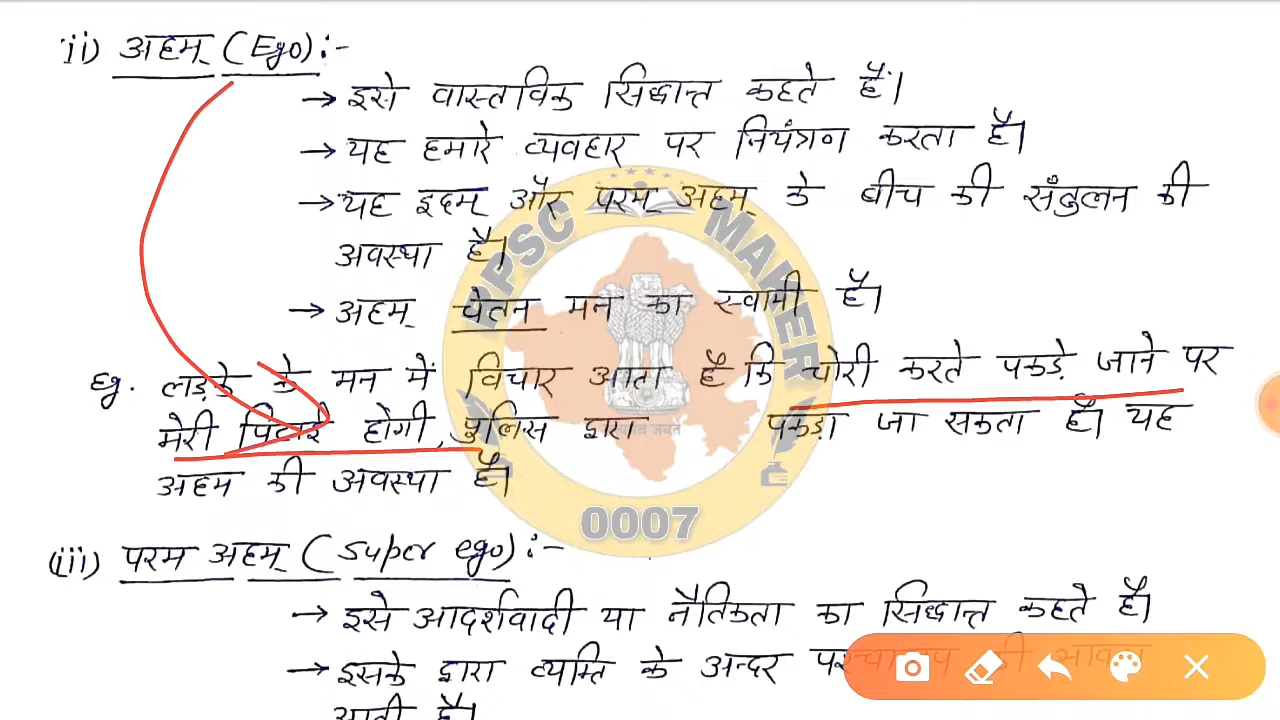 ii) अहम् (Ego):-
→ इसे वास्तविक सिद्धान्त कहते हैं।
→ यह हमारे व्यवहार पर नियंत्रण करता है।
→ यह इदम् और परम् अहम् के बीच की संतुलन की
अवस्था है।
→ अहम् चेतन मन का स्वामी है।
Eg. लड़के के मन में विचार आता है कि चोरी करते पकड़े जाने पर
मेरी पिटाई होगी, पुलिस द्वारा पकड़ा जा सकता है। यह
अहम की अवस्था है।
(iii) परम अहम् (Super ego):-
→ इसे आदर्शवादी या नैतिकता का सिद्धान्त कहते है।
→ इसके द्वारा व्यक्ति के अन्दर की
आती है।
PSC MAKER
0007